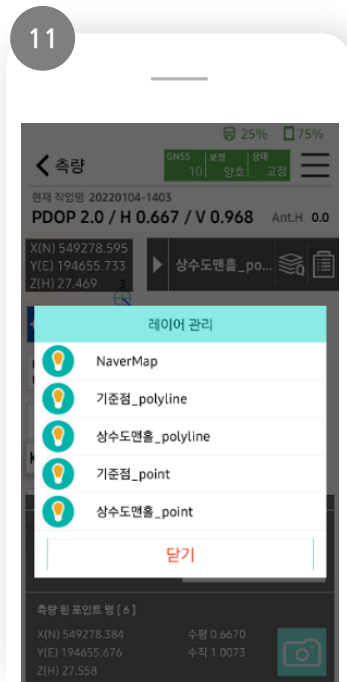 11
25% 75%
측량
GNSS 보정 상태
10 양호 고정
현재 작업명 20220104-1403
PDOP 2.0 / H 0.667 / V 0.968 Ant.H 0.0
X(N) 549278.595
Y(E) 194655.733
Z(H) 27.469
상수도맨홀_po...
3
레이어 관리
NaverMap
기준점_polyline
상수도맨홀_polyline
기준점_point
상수도맨홀_point
닫기
측량 된 포인트 명 [ 6 ]
X(N) 549278.384 수평 0.6670
Y(E) 194655.676 수직 1.0073
Z(H) 27.558